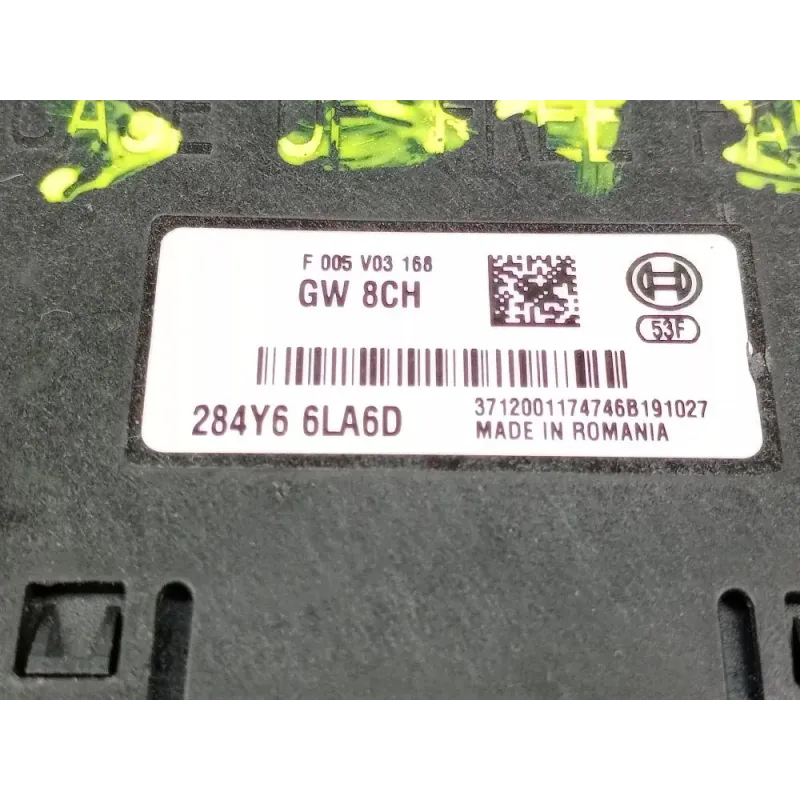 F 005 V03 168
GW 8CH
53F
284Y6 6LA6D
3712001174746B191027
MADE IN ROMANIA